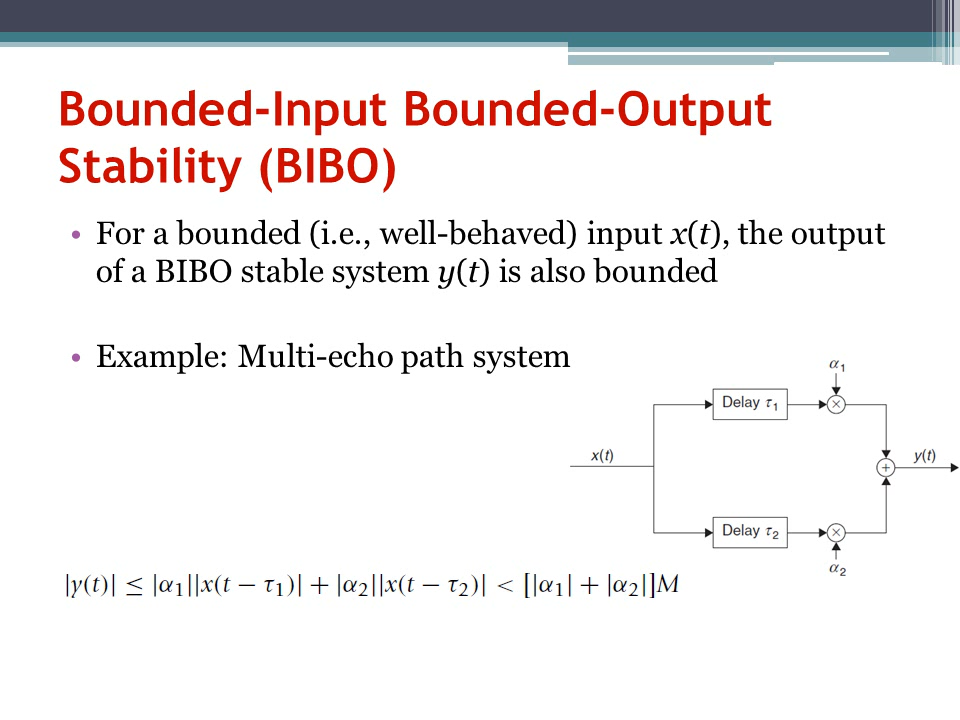 Bounded-Input Bounded-Output
Stability (BIBO)
• For a bounded (i.e., well-behaved) input x(t), the output
of a BIBO stable system y(t) is also bounded
• Example: Multi-echo path system
α₁
Delay τ₁
×
x(t)
+
y(t)
Delay τ₂
×
α₂
|y(t)| ≤ |α₁||x(t − τ₁)| + |α₂||x(t − τ₂)| < [|α₁| + |α₂|]M